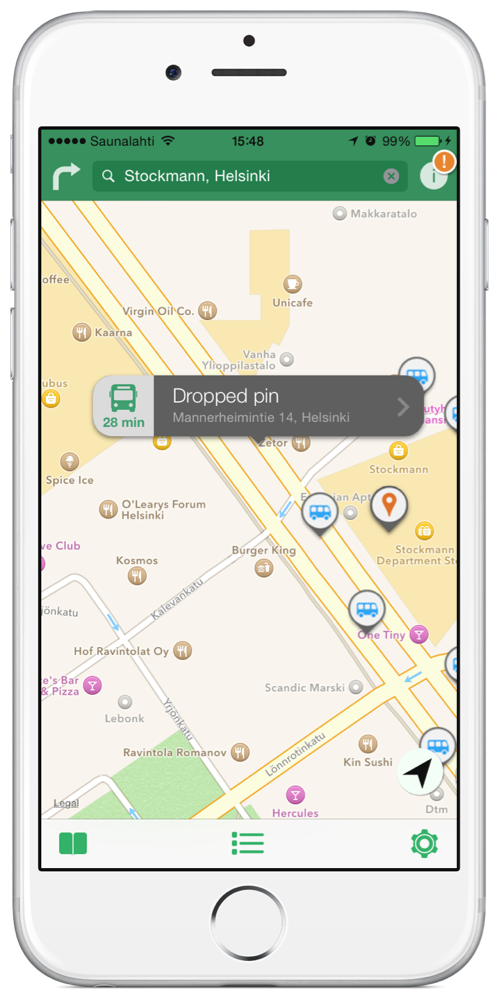 Saunalahti
15:48
99%
Stockmann, Helsinki
i
!
Makkaratalo
offee
Unicafe
Virgin Oil Co.
Kaarna
Vanha
Ylioppilastalo
28 min
Dropped pin
Mannerheimintie 14, Helsinki
ubus
Zetor
Stockmann
Spice Ice
O'Learys Forum
Helsinki
ve Club
Burger King
Stockmann
Department St
Kosmos
Kalevankatu
jönkatu
One Tiny
Hof Ravintolat Oy
e's Bar
& Pizza
Scandic Marski
Lebonk
Yrjönkatu
Ravintola Romanov
Lönnrotinkatu
Kin Sushi
Legal
Hercules
Dtm